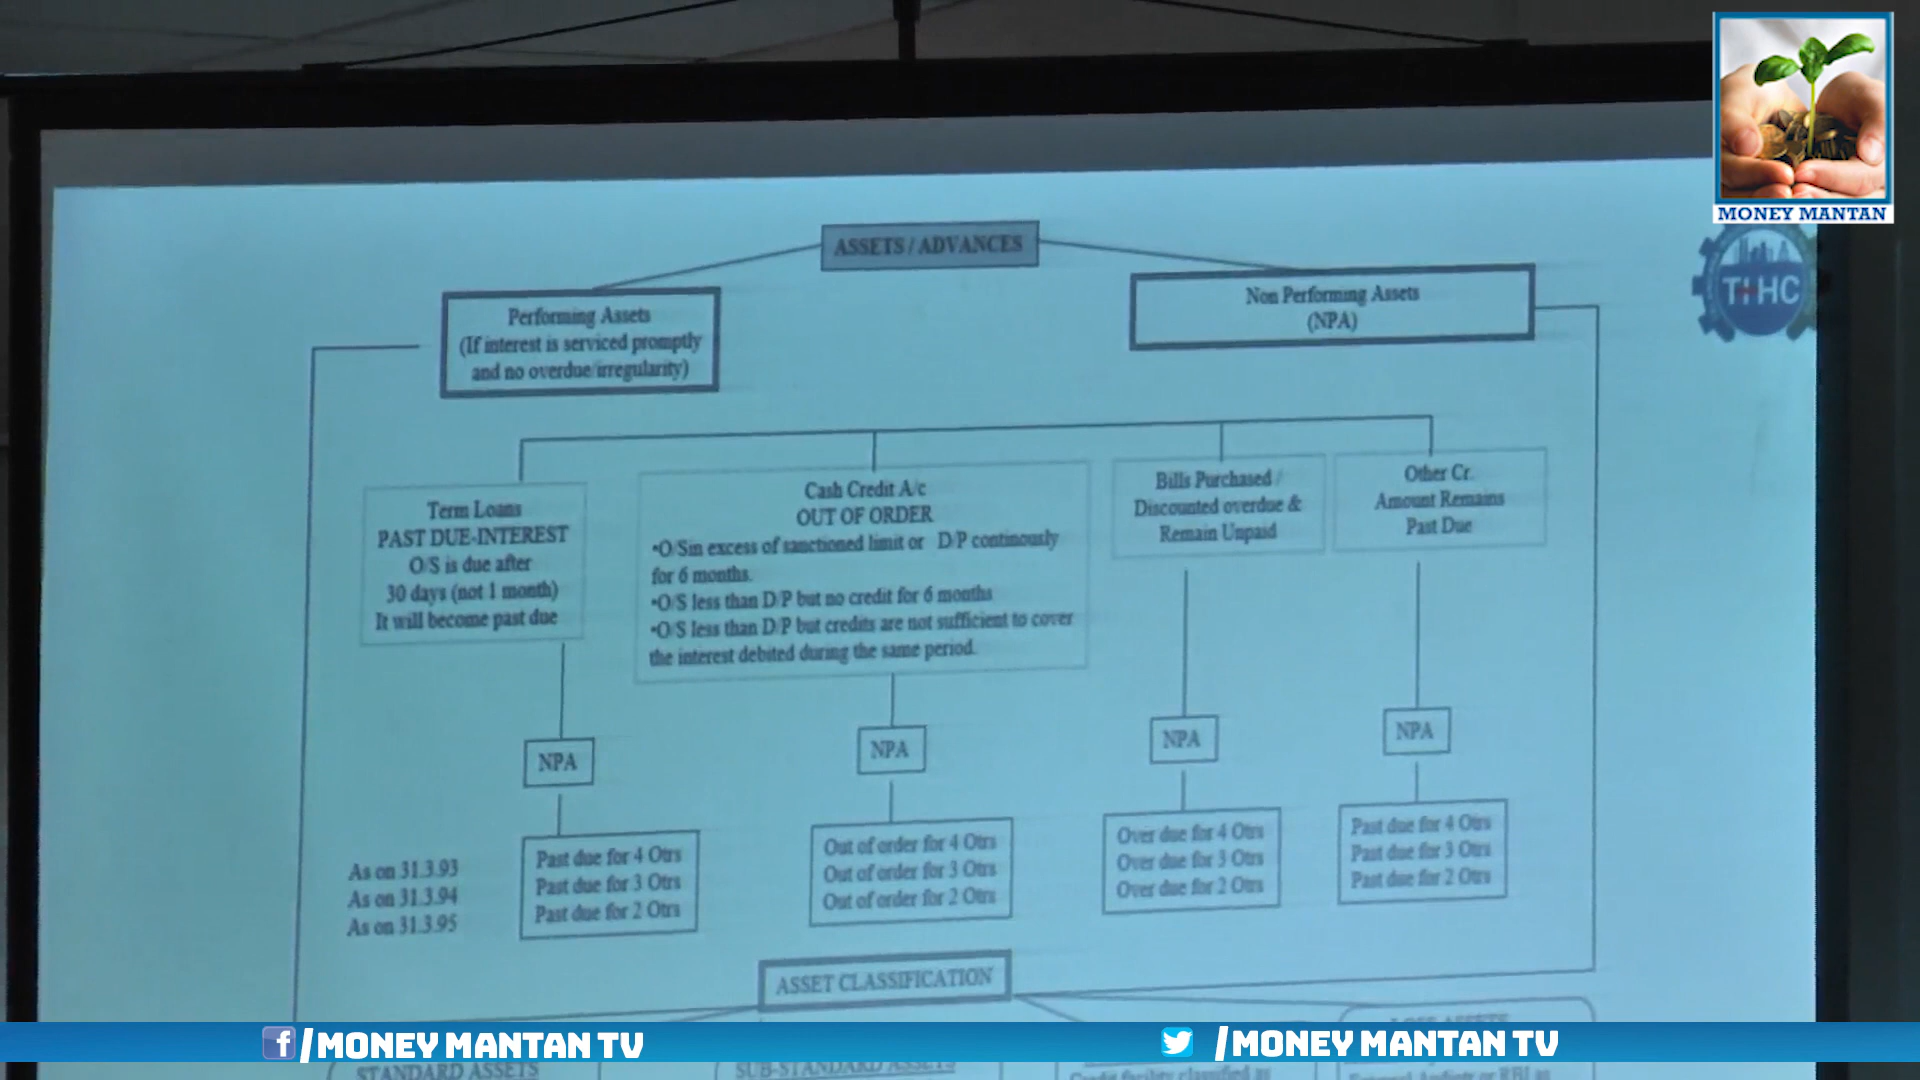 MONEY MANTAN
THHC
ASSETS / ADVANCES
Performing Assets
(If interest is serviced promptly
and no overdue/irregularity)
Non Performing Assets
(NPA)
Term Loans
PAST DUE-INTEREST
O/S is due after
30 days (not 1 month)
It will become past due
Cash Credit A/c
OUT OF ORDER
•O/Sin excess of sanctioned limit or D/P continously
for 6 months.
•O/S less than D/P but no credit for 6 months
•O/S less than D/P but credits are not sufficient to cover
the interest debited during the same period.
Bills Purchased /
Discounted overdue &
Remain Unpaid
Other Cr.
Amount Remains
Past Due
NPA
NPA
NPA
NPA
As on 31.3.93
As on 31.3.94
As on 31.3.95
Past due for 4 Qtrs
Past due for 3 Qtrs
Past due for 2 Qtrs
Out of order for 4 Qtrs
Out of order for 3 Qtrs
Out of order for 2 Qtrs
Over due for 4 Qtrs
Over due for 3 Qtrs
Over due for 2 Qtrs
Past due for 4 Qtrs
Past due for 3 Qtrs
Past due for 2 Qtrs
ASSET CLASSIFICATION
LOSS ASSETS
f/MONEY MANTAN TV
/MONEY MANTAN TV
STANDARD ASSETS
SUB-STANDARD ASSETS
Credit facility classified as